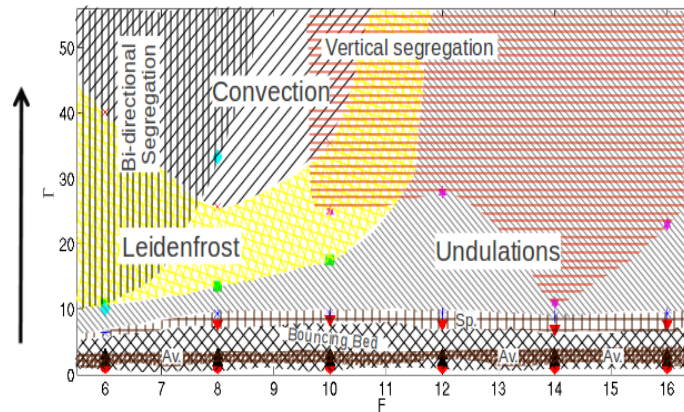 50
40
30
20
10
0
Γ
Vertical segregation
Bi-directional
Segregation
Convection
Leidenfrost
Undulations
Sp.
Bouncing Bed
Av.
Av.
Av.
6 7 8 9 10 11 12 13 14 15 16
F